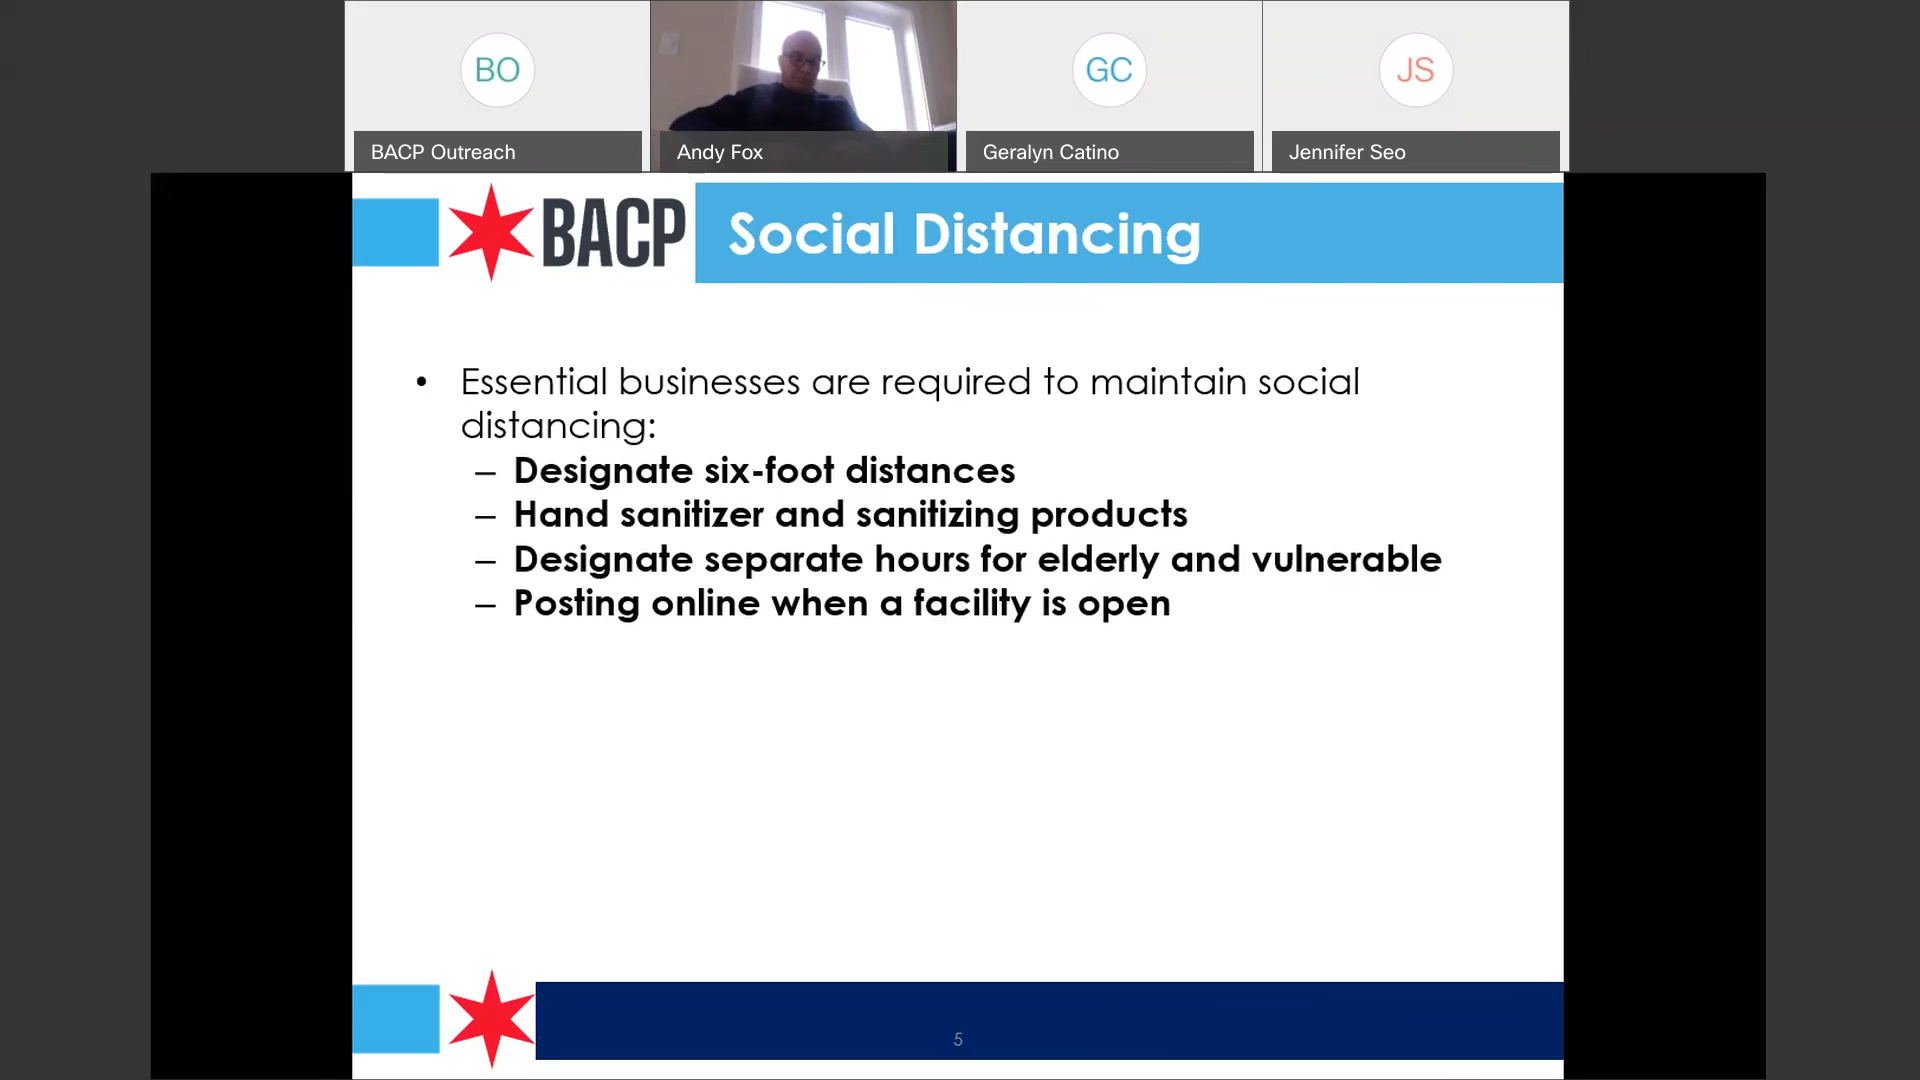 BO
GC
JS
BACP Outreach
Andy Fox
Geralyn Catino
Jennifer Seo
BACP
Social Distancing
• Essential businesses are required to maintain social
distancing:
– Designate six-foot distances
– Hand sanitizer and sanitizing products
– Designate separate hours for elderly and vulnerable
– Posting online when a facility is open
5